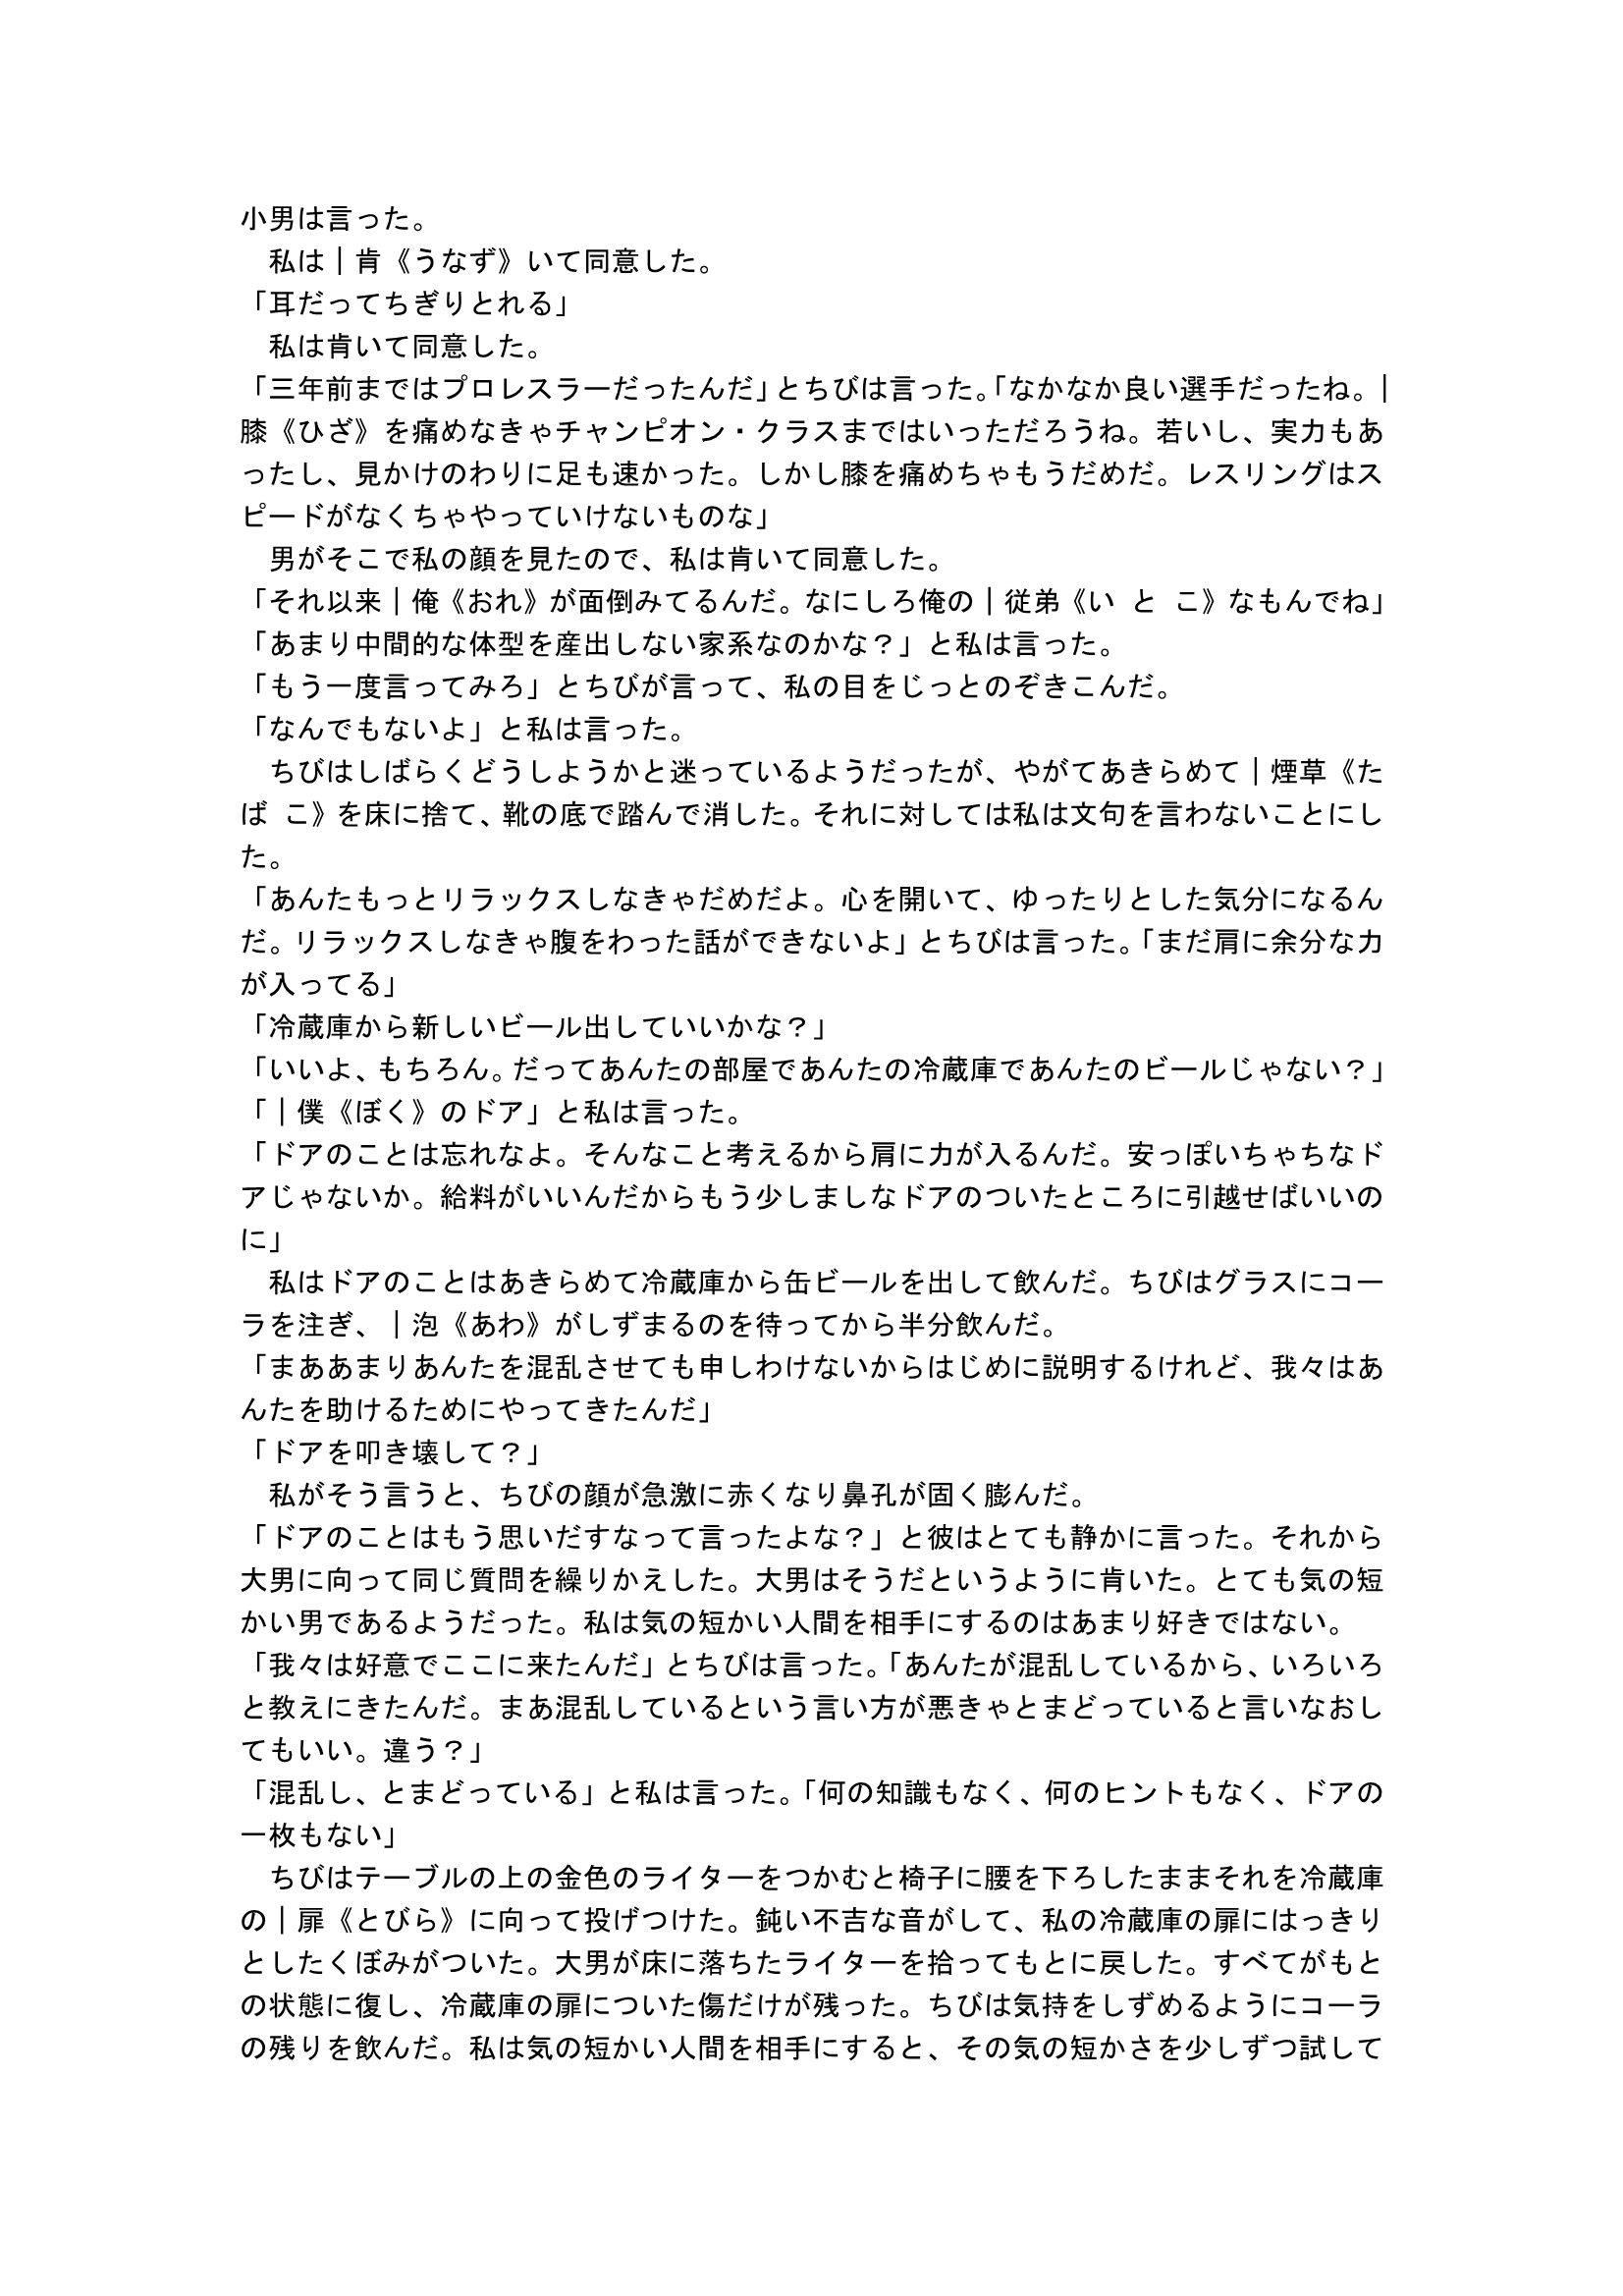 小男は言った。
　私は｜肯《うなず》いて同意した。
「耳だってちぎりとれる」
　私は肯いて同意した。
「三年前まではプロレスラーだったんだ」とちびは言った。「なかなか良い選手だったね。｜
膝《ひざ》を痛めなきゃチャンピオン・クラスまではいっただろうね。若いし、実力もあ
ったし、見かけのわりに足も速かった。しかし膝を痛めちゃもうだめだ。レスリングはス
ピードがなくちゃやっていけないものな」
　男がそこで私の顔を見たので、私は肯いて同意した。
「それ以来｜俺《おれ》が面倒みてるんだ。なにしろ俺の｜従弟《い と こ》なもんでね」
「あまり中間的な体型を産出しない家系なのかな？」と私は言った。
「もう一度言ってみろ」とちびが言って、私の目をじっとのぞきこんだ。
「なんでもないよ」と私は言った。
　ちびはしばらくどうしようかと迷っているようだったが、やがてあきらめて｜煙草《た
ば こ》を床に捨て、靴の底で踏んで消した。それに対しては私は文句を言わないことにし
た。
「あんたもっとリラックスしなきゃだめだよ。心を開いて、ゆったりとした気分になるん
だ。リラックスしなきゃ腹をわった話ができないよ」とちびは言った。「まだ肩に余分な力
が入ってる」
「冷蔵庫から新しいビール出していいかな？」
「いいよ、もちろん。だってあんたの部屋であんたの冷蔵庫であんたのビールじゃない？」
「｜僕《ぼく》のドア」と私は言った。
「ドアのことは忘れなよ。そんなこと考えるから肩に力が入るんだ。安っぽいちゃちなド
アじゃないか。給料がいいんだからもう少しましなドアのついたところに引越せばいいの
に」
　私はドアのことはあきらめて冷蔵庫から缶ビールを出して飲んだ。ちびはグラスにコー
ラを注ぎ、｜泡《あわ》がしずまるのを待ってから半分飲んだ。
「まああまりあんたを混乱させても申しわけないからはじめに説明するけれど、我々はあ
んたを助けるためにやってきたんだ」
「ドアを叩き壊して？」
　私がそう言うと、ちびの顔が急激に赤くなり鼻孔が固く膨んだ。
「ドアのことはもう思いだすなって言ったよな？」と彼はとても静かに言った。それから
大男に向って同じ質問を繰りかえした。大男はそうだというように肯いた。とても気の短
かい男であるようだった。私は気の短かい人間を相手にするのはあまり好きではない。
「我々は好意でここに来たんだ」とちびは言った。「あんたが混乱しているから、いろいろ
と教えにきたんだ。まあ混乱しているという言い方が悪きゃとまどっていると言いなおし
てもいい。違う？」
「混乱し、とまどっている」と私は言った。「何の知識もなく、何のヒントもなく、ドアの
一枚もない」
　ちびはテーブルの上の金色のライターをつかむと椅子に腰を下ろしたままそれを冷蔵庫
の｜扉《とびら》に向って投げつけた。鈍い不吉な音がして、私の冷蔵庫の扉にはっきり
としたくぼみがついた。大男が床に落ちたライターを拾ってもとに戻した。すべてがもと
の状態に復し、冷蔵庫の扉についた傷だけが残った。ちびは気持をしずめるようにコーラ
の残りを飲んだ。私は気の短かい人間を相手にすると、その気の短かさを少しずつ試して